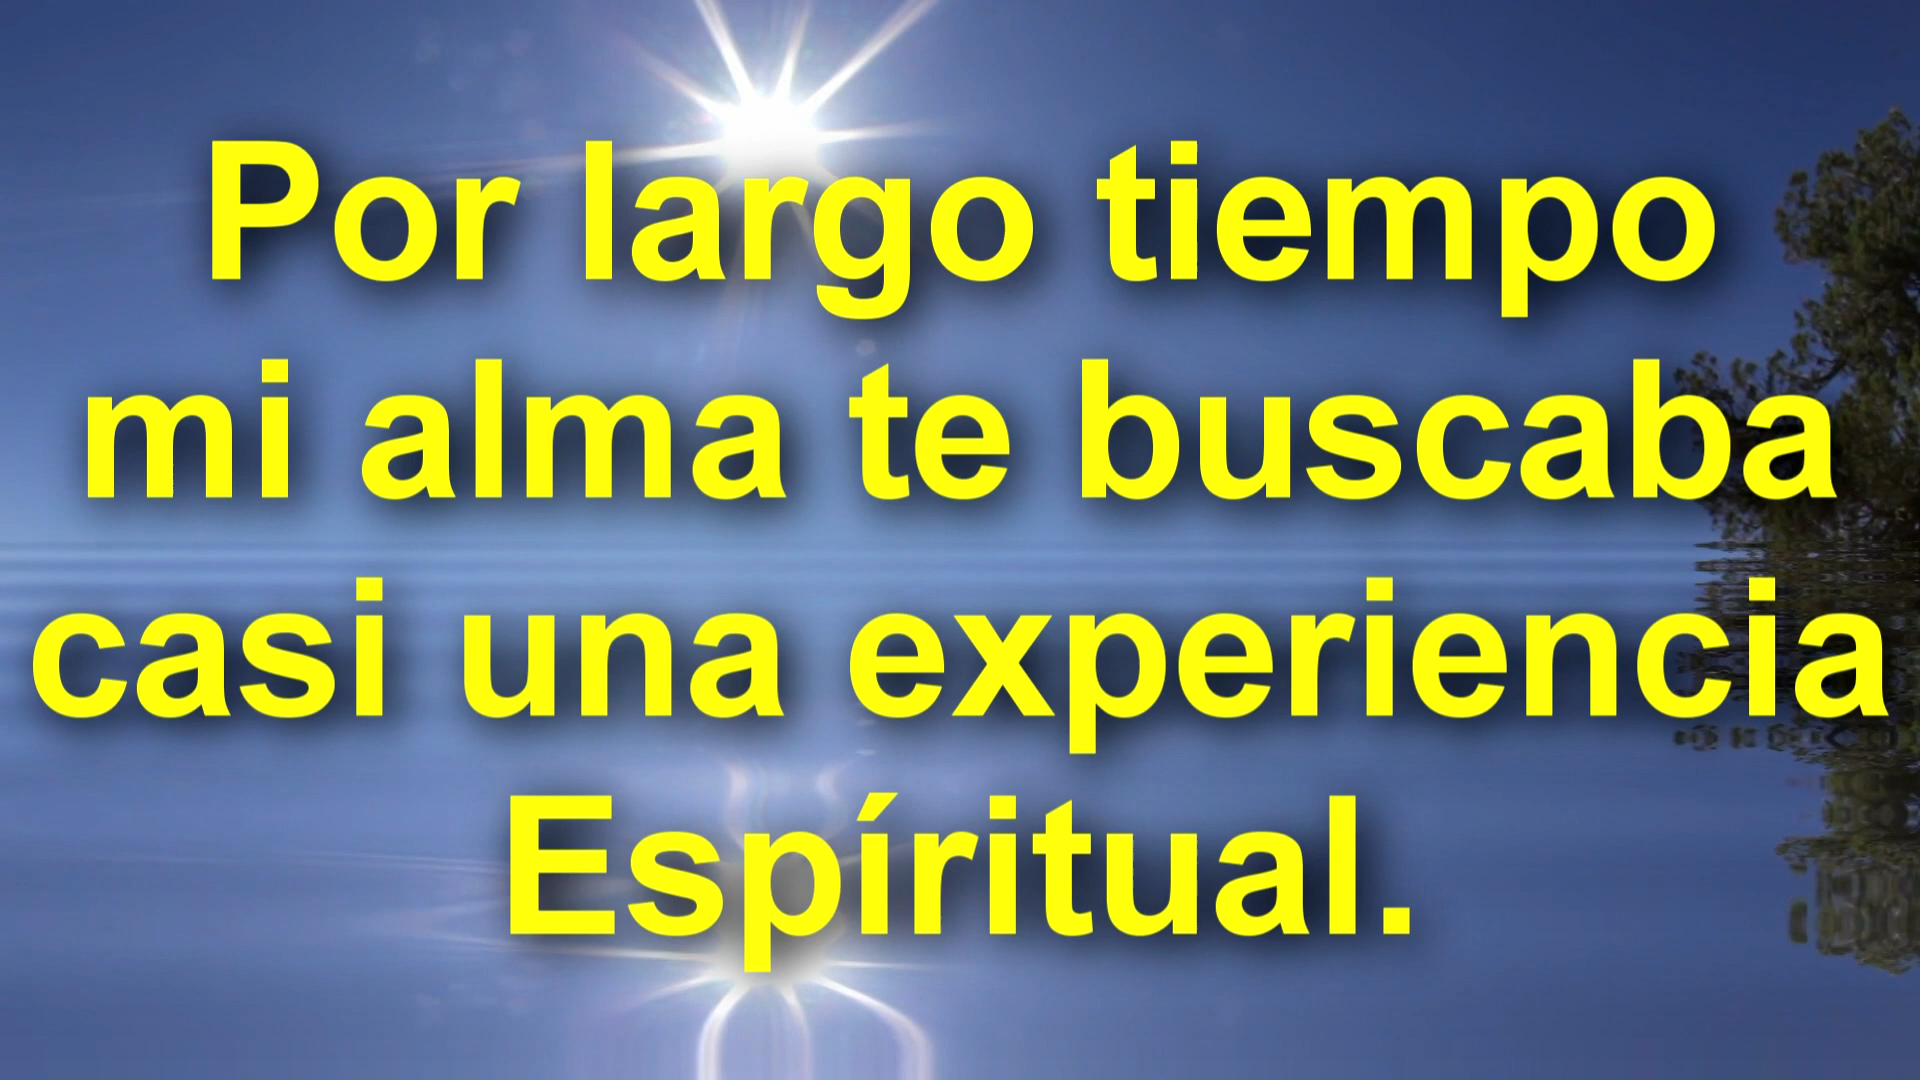 Por largo tiempo
mi alma te buscaba
casi una experiencia
Espíritual.